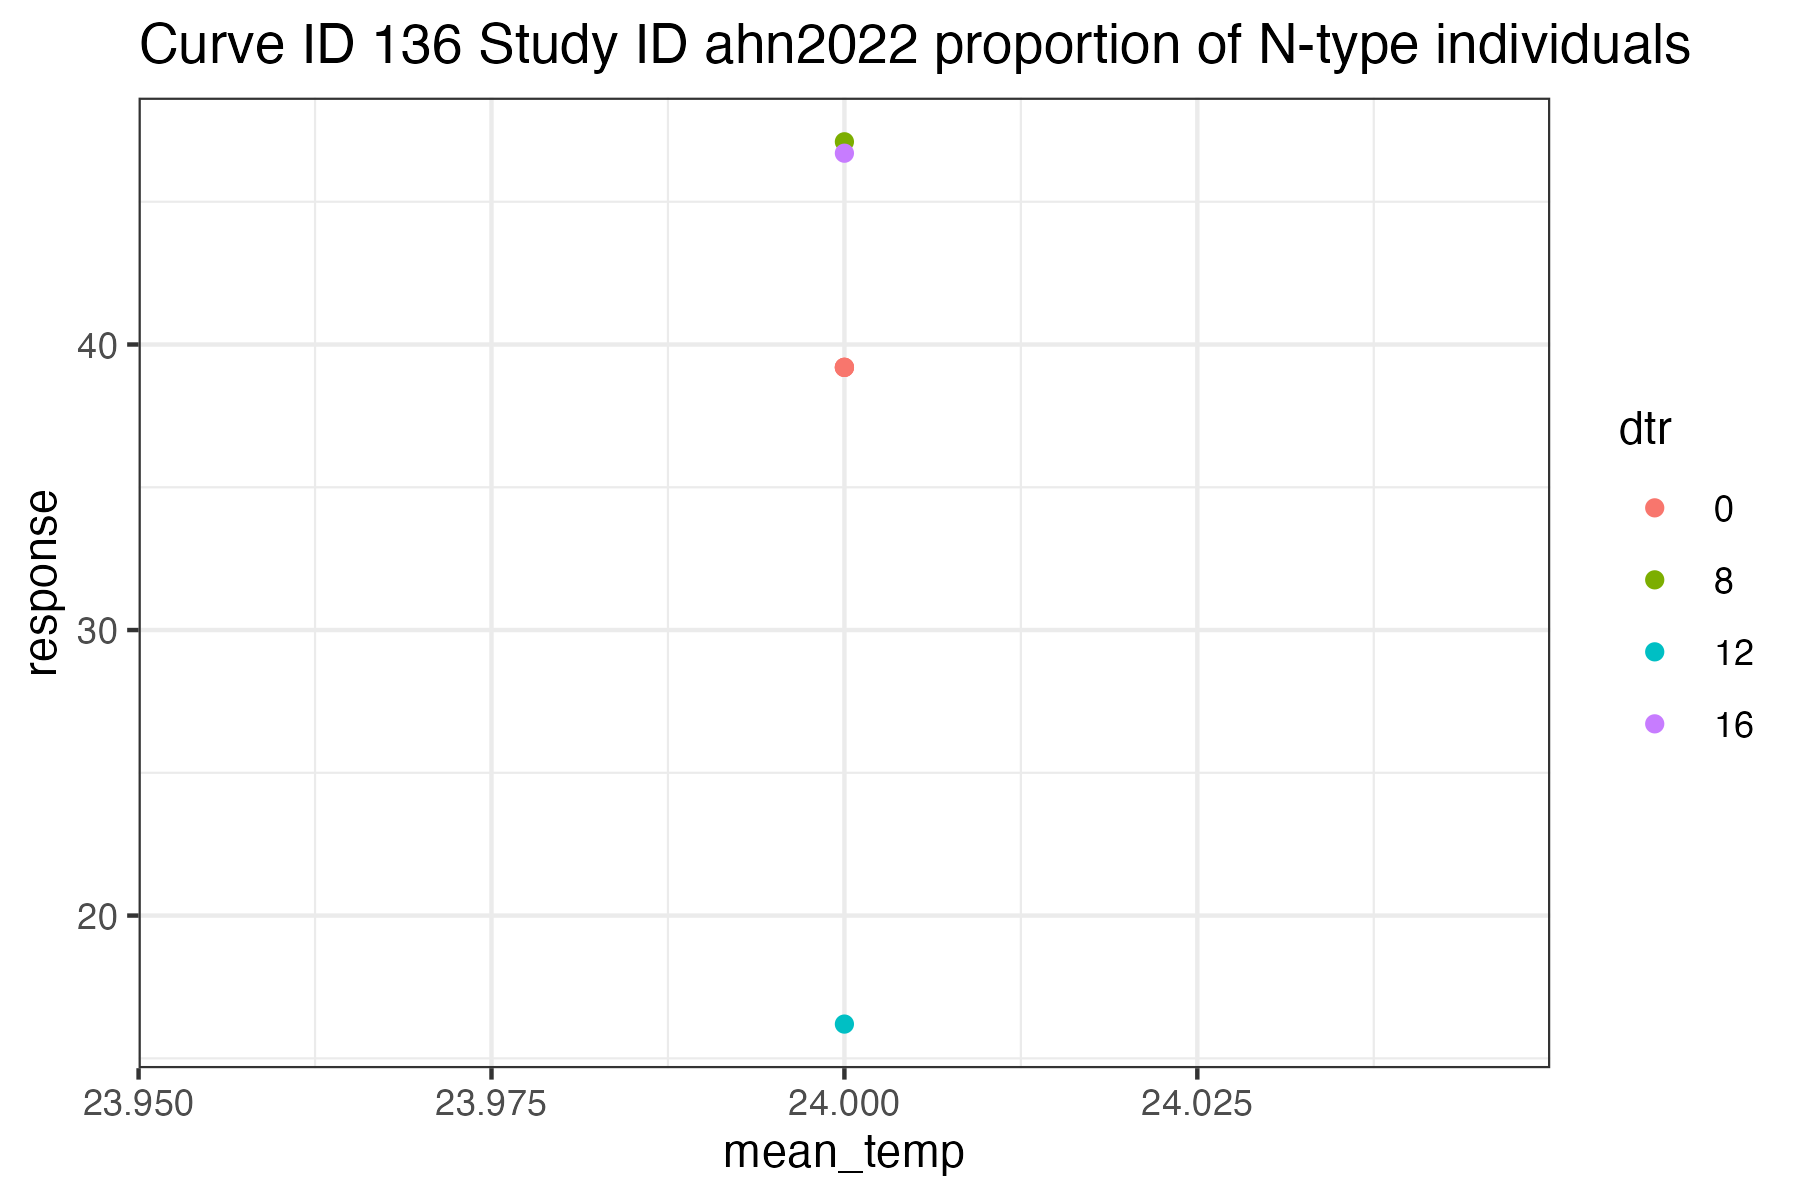 Curve ID 136 Study ID ahn2022 proportion of N-type individuals
response
40
30
20
23.950 23.975 24.000 24.025
mean_temp
dtr
0
8
12
16